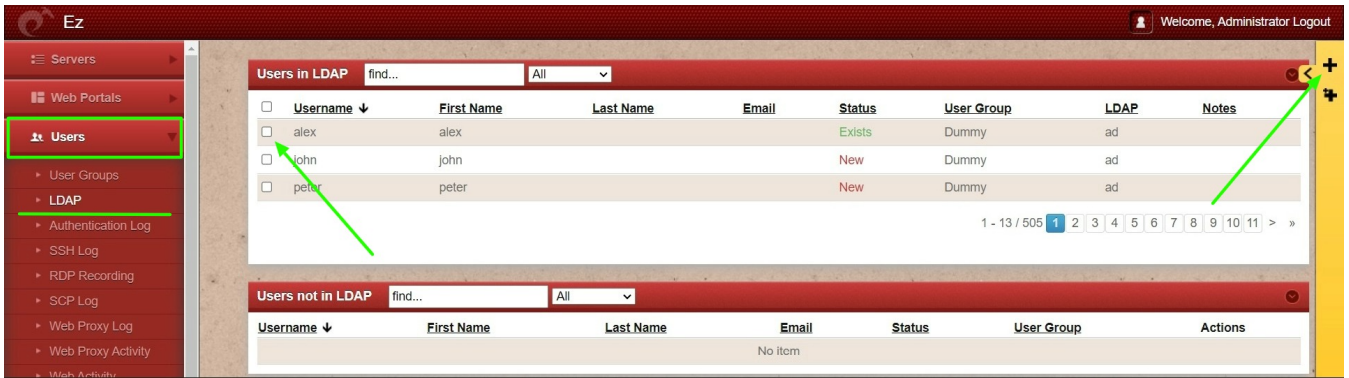 Ez
Welcome, Administrator Logout
Servers
Web Portals
Users
User Groups
LDAP
Authentication Log
SSH Log
RDP Recording
SCP Log
Web Proxy Log
Web Proxy Activity
Web Activity
Users in LDAP find... All
Username First Name Last Name Email Status User Group LDAP Notes
alex alex Exists Dummy ad
john john New Dummy ad
peter peter New Dummy ad
1 - 13 / 505 1 2 3 4 5 6 7 8 9 10 11 > »
Users not in LDAP find... All
Username First Name Last Name Email Status User Group Actions
No item